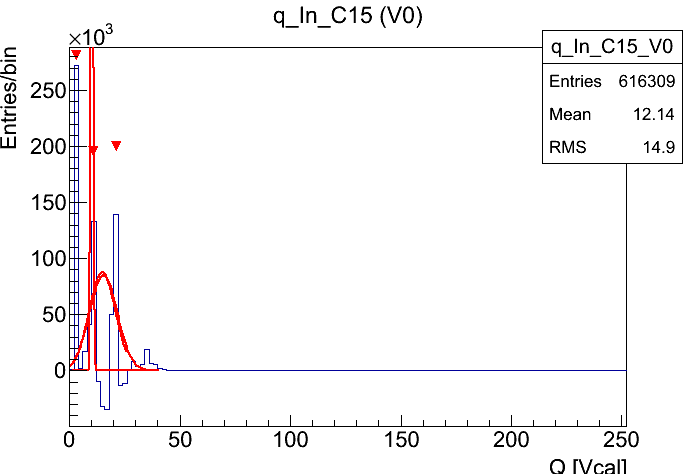 q_In_C15 (V0)
×10³
Entries/bin
q_In_C15_V0
Entries 616309
Mean 12.14
RMS 14.9
250
200
150
100
50
0
0 50 100 150 200 250
Q [Vcal]